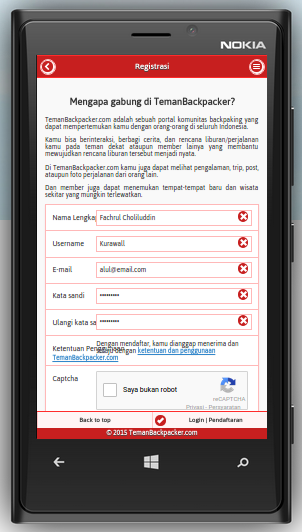 NOKIA
Registrasi
Mengapa gabung di TemanBackpacker?
TemanBackpacker.com adalah sebuah portal komunitas backpaking yang
dapat mempertemukan kamu dengan orang-orang di seluruh Indonesia.
Kamu bisa berinteraksi, berbagi cerita, dan rencana liburan/perjalanan
kamu pada teman dekat ataupun member lainya yang membantu
mewujudkan rencana liburan tersebut menjadi nyata.
Di TemanBackpacker.com kamu juga dapat melihat pengalaman, trip, post,
ataupun foto perjalanan dari orang lain.
Dan member juga dapat menemukan tempat-tempat baru dan wisata
sekitar yang mungkin terlewatkan.
Nama Lengkap Fachrul Choliluddin
Username Kurawall
E-mail alul@email.com
Kata sandi •••••••••
Ulangi kata sa •••••••••
Ketentuan Penggunaan
TemanBackpacker.com
Dengan mendaftar, kamu dianggap menerima dan
dengan ketentuan dan penggunaan
Captcha
Saya bukan robot
reCAPTCHA
Privasi - Persyaratan
Back to top
Login | Pendaftaran
© 2015 TemanBackpacker.com